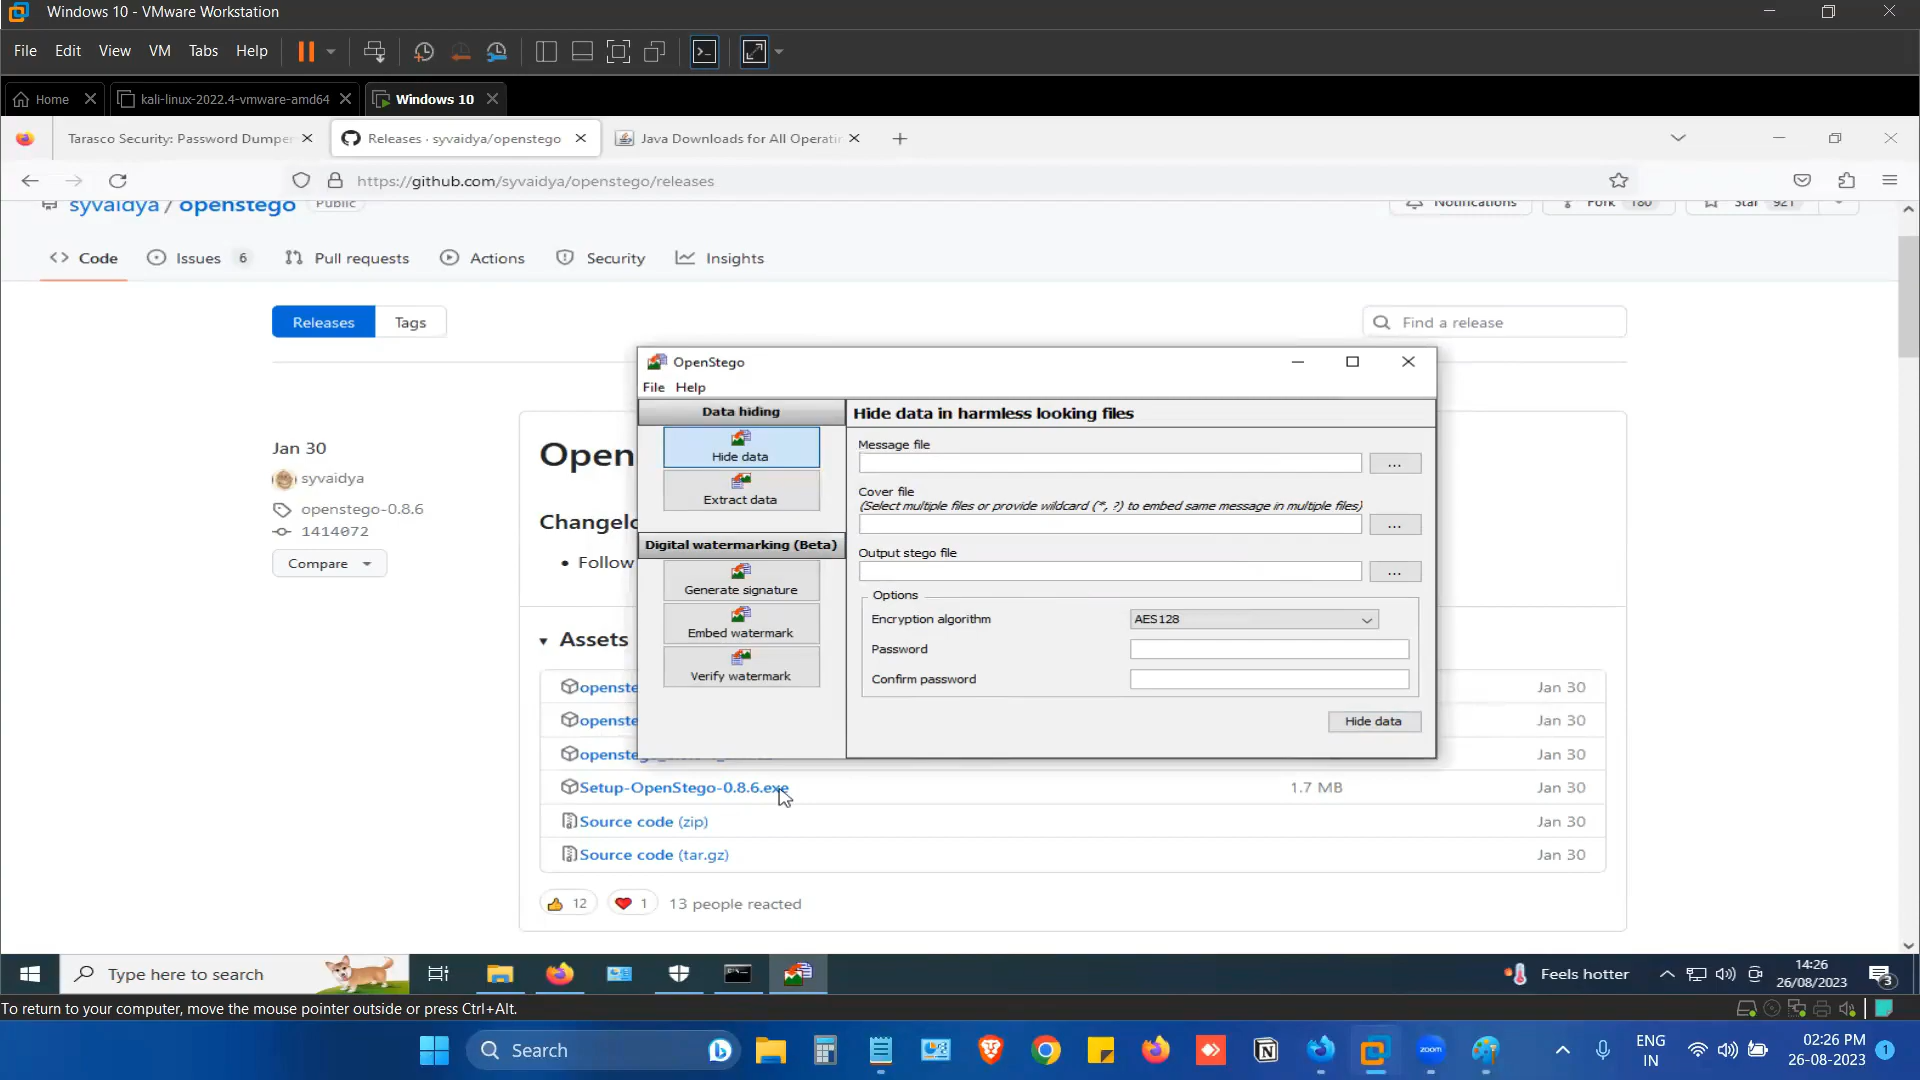 Windows 10 - VMware Workstation
File Edit View VM Tabs Help
Home kali-linux-2022.4-vmware-amd64 Windows 10
Tarasco Security: Password Dumper Releases · syvaidya/openstego Java Downloads for All Operati
https://github.com/syvaidya/openstego/releases
syvaidya / openstego Public Notifications Fork 180 Star 921
Code Issues 6 Pull requests Actions Security Insights
Releases Tags Find a release
Jan 30
syvaidya
openstego-0.8.6
1414072
Compare
Open
Changelo
• Follow
Assets
openste Jan 30
openste Jan 30
openste Jan 30
Setup-OpenStego-0.8.6.exe 1.7 MB Jan 30
Source code (zip) Jan 30
Source code (tar.gz) Jan 30
12 1 13 people reacted
OpenStego
File Help
Data hiding
Hide data
Extract data
Digital watermarking (Beta)
Generate signature
Embed watermark
Verify watermark
Hide data in harmless looking files
Message file
...
Cover file
(Select multiple files or provide wildcard (*, ?) to embed same message in multiple files)
...
Output stego file
...
Options
Encryption algorithm AES128
Password
Confirm password
Hide data
Type here to search Feels hotter 14:26
26/08/2023 3
To return to your computer, move the mouse pointer outside or press Ctrl+Alt.
Search zoom ENG
IN
02:26 PM
26-08-2023 1